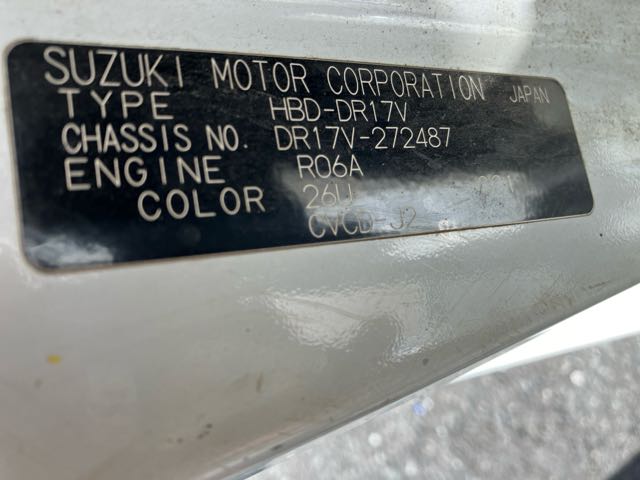 SUZUKI MOTOR CORPORATION JAPAN
TYPE HBD-DR17V
CHASSIS NO. DR17V-272487
ENGINE R06A
COLOR 26U
CVCD-J2